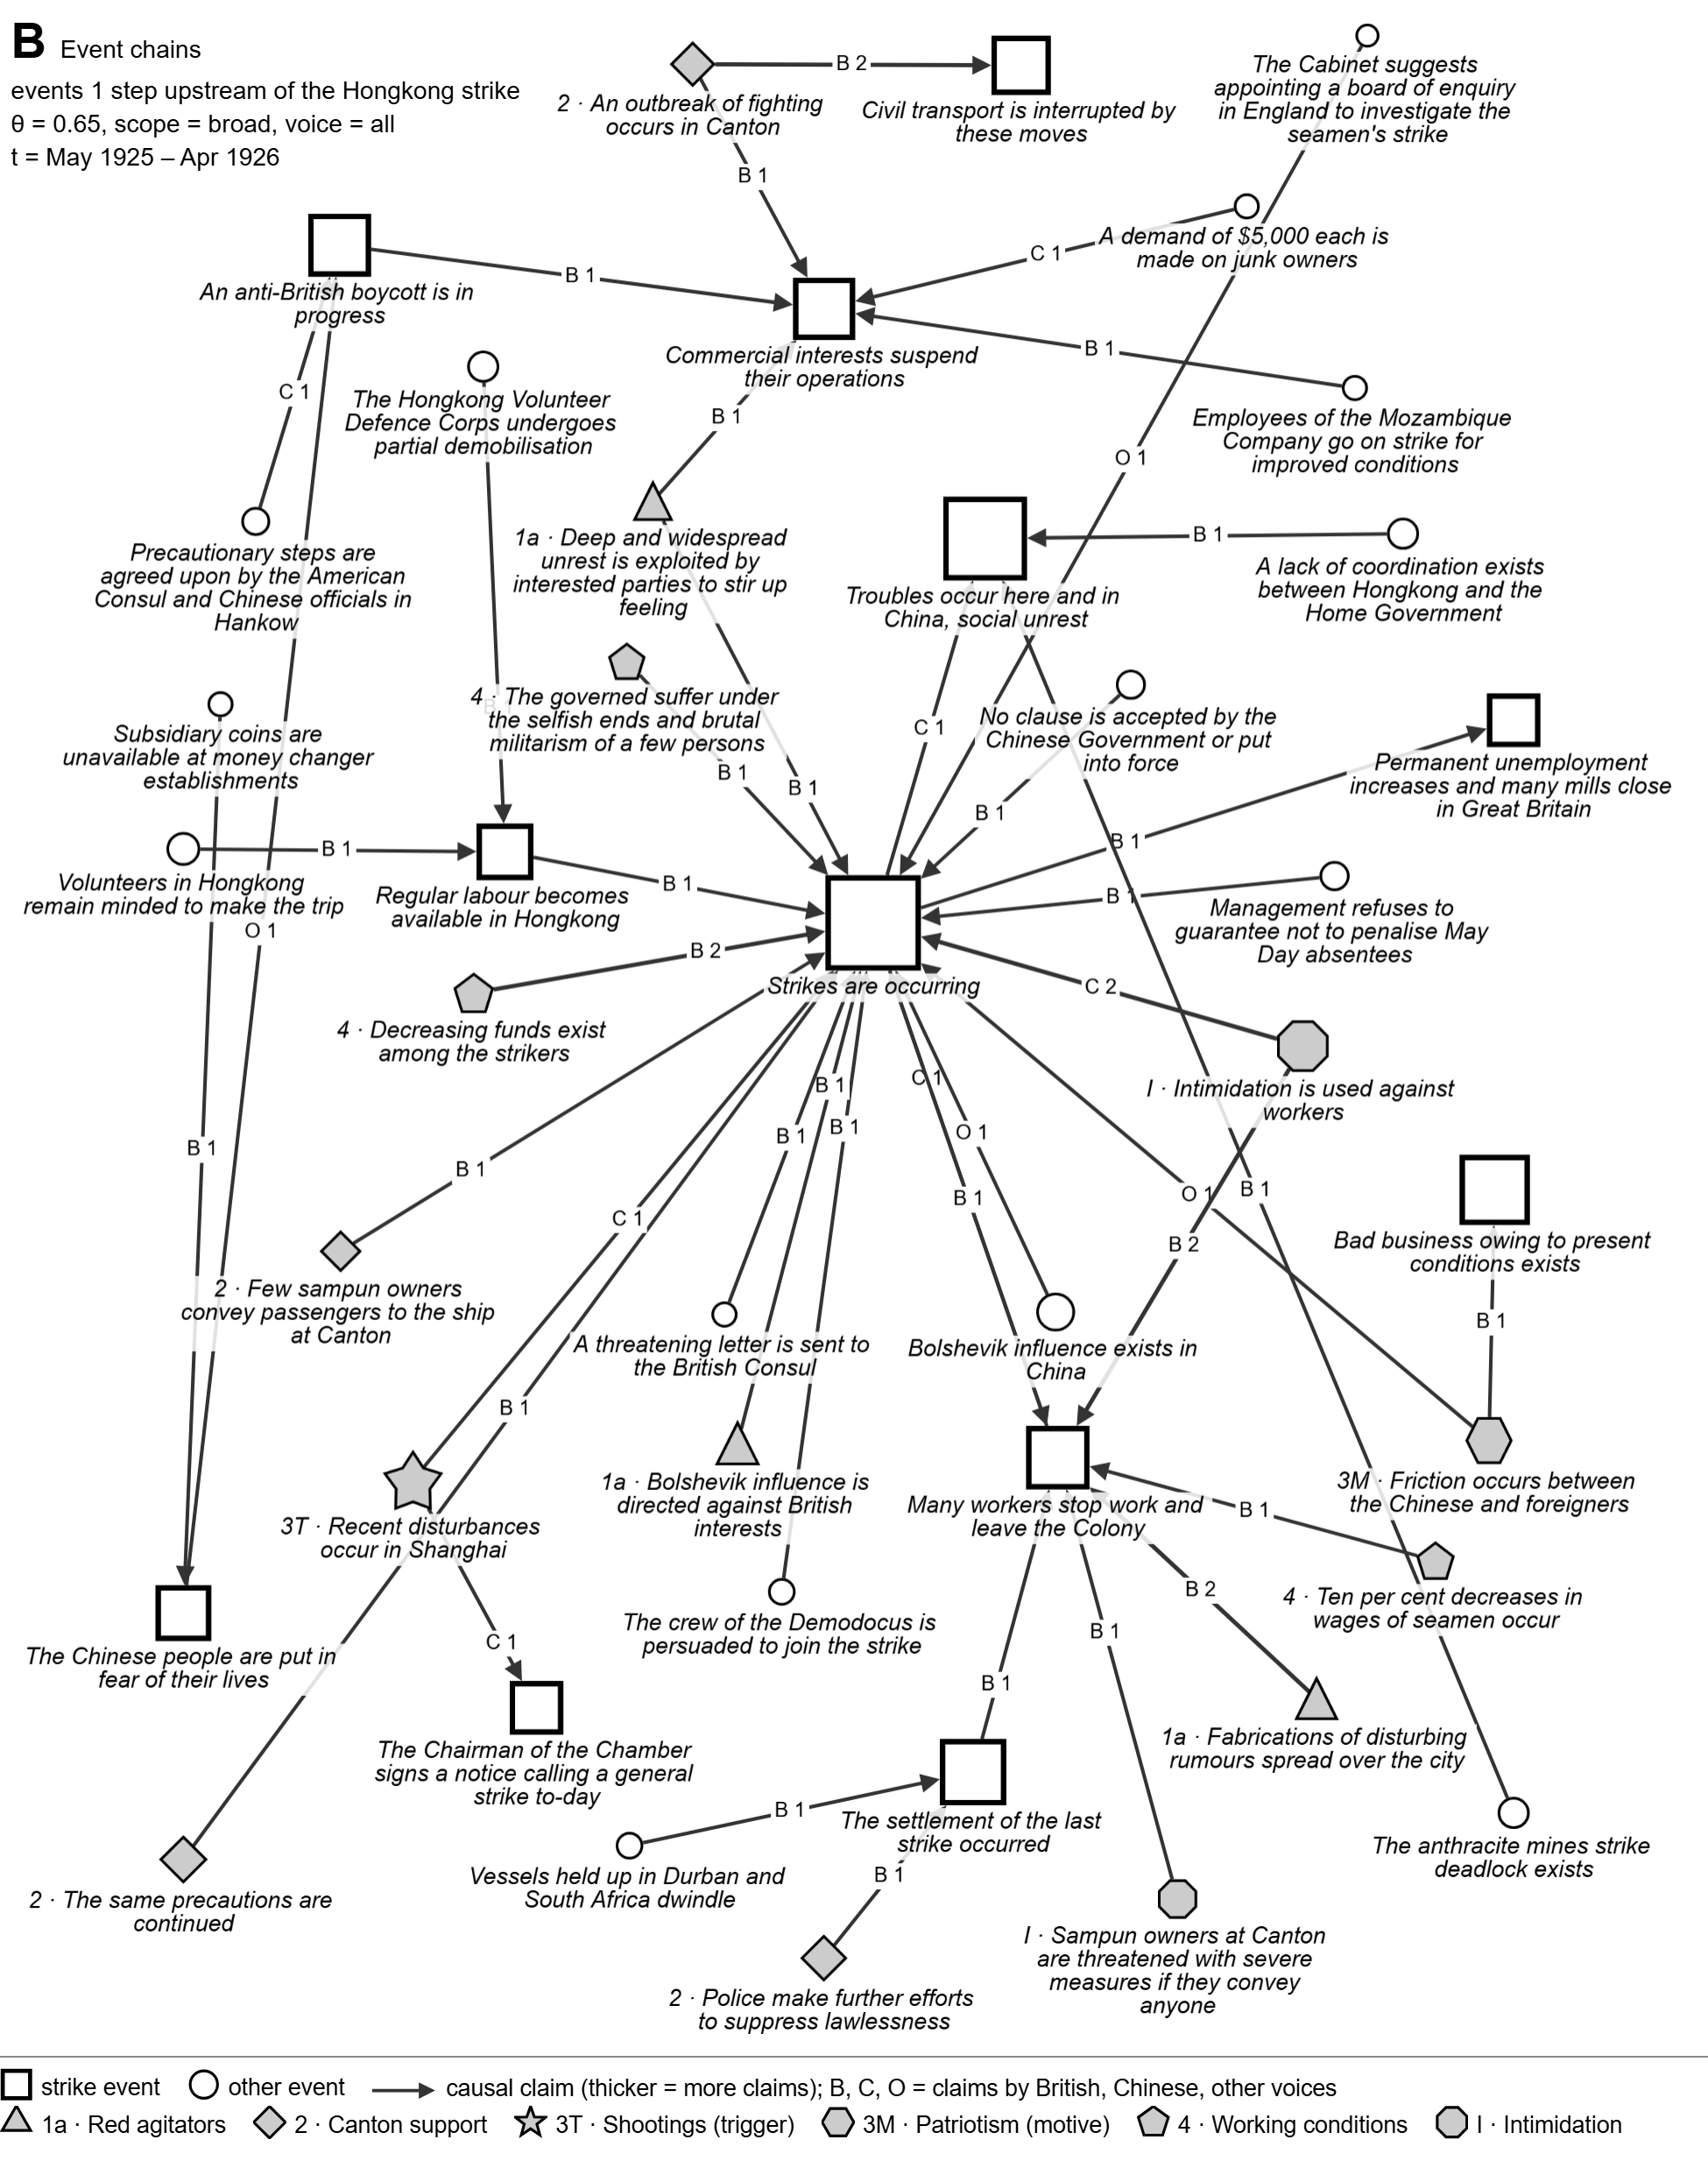 B Event chains
events 1 step upstream of the Hongkong strike
θ = 0.65, scope = broad, voice = all
t = May 1925 – Apr 1926
B 2
2 · An outbreak of fighting
occurs in Canton
Civil transport is interrupted by
these moves
The Cabinet suggests
appointing a board of enquiry
in England to investigate the
seamen's strike
B 1
A demand of $5,000 each is
made on junk owners
C 1
An anti-British boycott is in
progress
B 1
Commercial interests suspend
their operations
B 1
Employees of the Mozambique
Company go on strike for
improved conditions
C 1
The Hongkong Volunteer
Defence Corps undergoes
partial demobilisation
B 1
O 1
Precautionary steps are
agreed upon by the American
Consul and Chinese officials in
Hankow
1a · Deep and widespread
unrest is exploited by
interested parties to stir up
feeling
Troubles occur here and in
China, social unrest
B 1
A lack of coordination exists
between Hongkong and the
Home Government
Subsidiary coins are
unavailable at money changer
establishments
4 · The governed suffer under
the selfish ends and brutal
militarism of a few persons
C 1
No clause is accepted by the
Chinese Government or put
into force
Permanent unemployment
increases and many mills close
in Great Britain
B 1
B 1
B 1
B 1
Volunteers in Hongkong
remain minded to make the trip
B 1
Regular labour becomes
available in Hongkong
B 1
B 1
Management refuses to
guarantee not to penalise May
Day absentees
O 1
B 2
Strikes are occurring
C 2
4 · Decreasing funds exist
among the strikers
I · Intimidation is used against
workers
B 1
B 1
B 1
B 1
B 1
C 1
O 1
B 1
O 1
B 1
B 2
C 1
2 · Few sampun owners
convey passengers to the ship
at Canton
Bad business owing to present
conditions exists
B 1
A threatening letter is sent to
the British Consul
Bolshevik influence exists in
China
B 1
3T · Recent disturbances
occur in Shanghai
1a · Bolshevik influence is
directed against British
interests
Many workers stop work and
leave the Colony
B 1
3M · Friction occurs between
the Chinese and foreigners
The Chinese people are put in
fear of their lives
C 1
The crew of the Demodocus is
persuaded to join the strike
B 1
B 1
B 2
4 · Ten per cent decreases in
wages of seamen occur
The Chairman of the Chamber
signs a notice calling a general
strike to-day
1a · Fabrications of disturbing
rumours spread over the city
B 1
The settlement of the last
strike occurred
The anthracite mines strike
deadlock exists
Vessels held up in Durban and
South Africa dwindle
B 1
2 · The same precautions are
continued
I · Sampun owners at Canton
are threatened with severe
measures if they convey
anyone
2 · Police make further efforts
to suppress lawlessness
strike event other event causal claim (thicker = more claims); B, C, O = claims by British, Chinese, other voices
1a · Red agitators 2 · Canton support 3T · Shootings (trigger) 3M · Patriotism (motive) 4 · Working conditions I · Intimidation